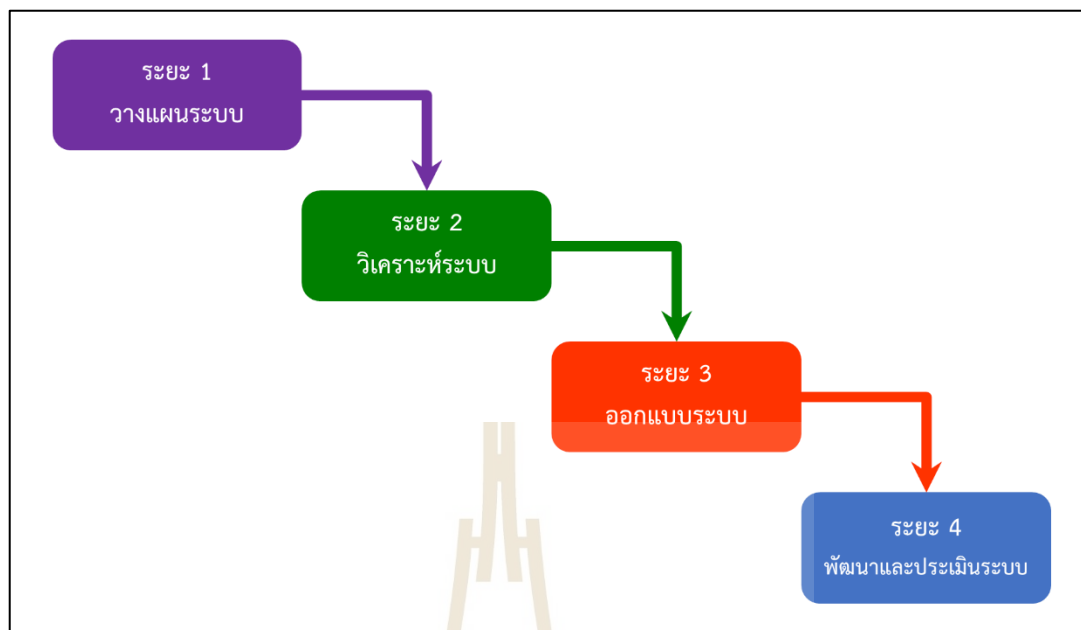 ระยะ 1
วางแผนระบบ
ระยะ 2
วิเคราะห์ระบบ
ระยะ 3
ออกแบบระบบ
ระยะ 4
พัฒนาและประเมินระบบ